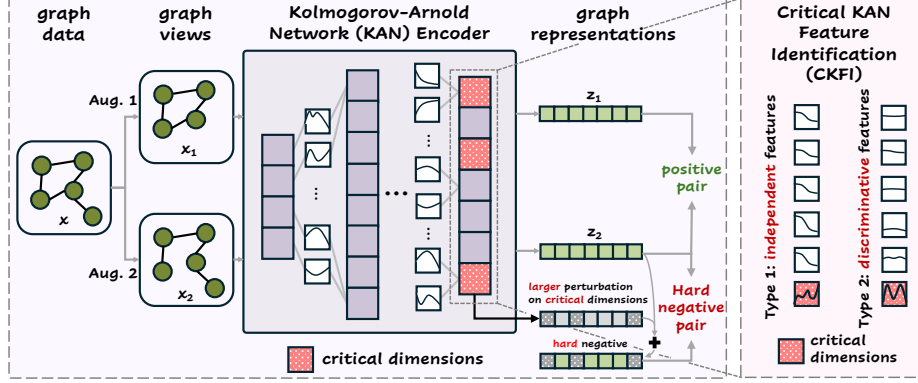 graph
data
graph
views
Kolmogorov-Arnold
Network (KAN) Encoder
graph
representations
Critical KAN
Feature
Identification
(CKFI)
Aug. 1
Aug. 2
x
x₁
x₂
...
...
...
...
z₁
z₂
positive
pair
Hard
negative
pair
larger perturbation
on critical dimensions
+
hard negative
critical dimensions
Type 1: independent features
Type 2: discriminative features
critical
dimensions